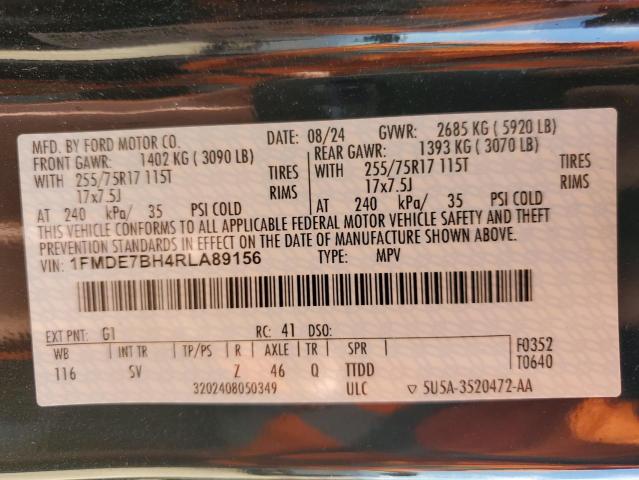 MFD. BY FORD MOTOR CO. DATE: 08/24 GVWR: 2685 KG ( 5920 LB)
FRONT GAWR: 1402 KG ( 3090 LB) REAR GAWR: 1393 KG ( 3070 LB)
WITH 255/75R17 115T TIRES WITH 255/75R17 115T TIRES
17x7.5J RIMS 17x7.5J RIMS
AT 240 kPa/ 35 PSI COLD AT 240 kPa/ 35 PSI COLD
THIS VEHICLE CONFORMS TO ALL APPLICABLE FEDERAL MOTOR VEHICLE SAFETY AND THEFT
PREVENTION STANDARDS IN EFFECT ON THE DATE OF MANUFACTURE SHOWN ABOVE.
VIN: 1FMDE7BH4RLA89156 TYPE: MPV
EXT PNT: G1 RC: 41 DSO: F0352
WB INT TR TP/PS R AXLE TR SPR T0640
116 SV Z 46 Q TTDD
3202408050349 ULC ▽ 5U5A-3520472-AA